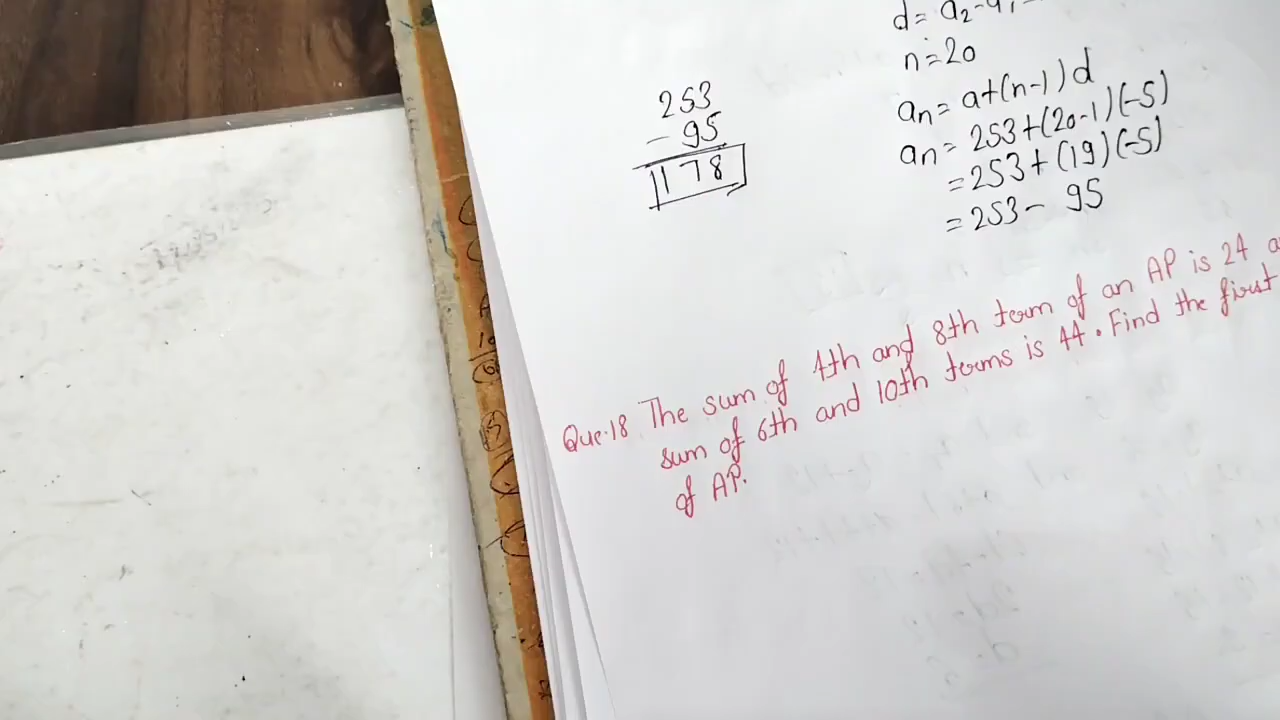 d = a₂-a₁
n=20
aₙ = a+(n-1)d
aₙ = 253+(20-1)(-5)
=253+(19)(-5)
=253- 95
253
- 95
178
Que.18 The sum of 4th and 8th term of an AP is 24 a
sum of 6th and 10th terms is 44. Find the first
of AP.